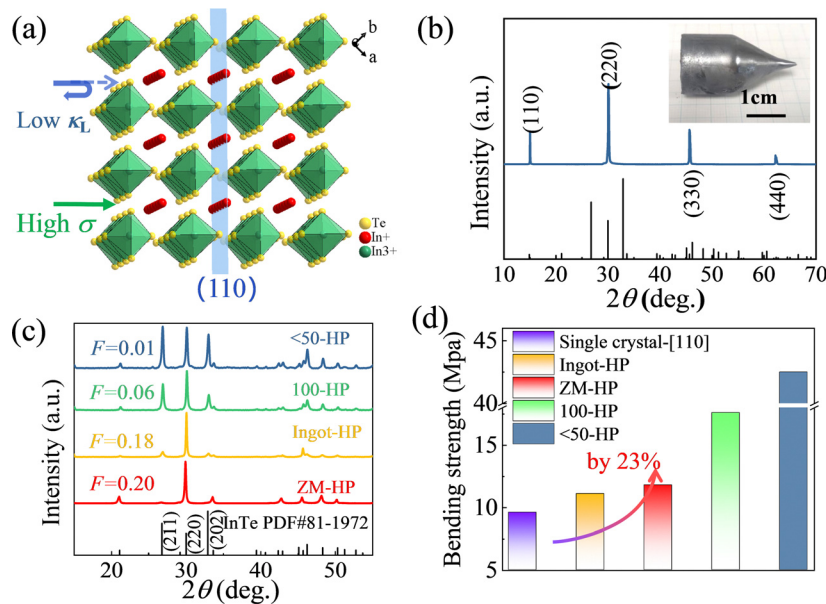 (a)
b
a
Low κL
High σ
Te
In+
In3+
(110)
(b)
Intensity (a.u.)
(110)
(220)
(330)
(440)
1cm
10 20 30 40 50 60 70
2θ (deg.)
(c)
Intensity (a.u.)
F=0.01 <50-HP
F=0.06 100-HP
F=0.18 Ingot-HP
F=0.20 ZM-HP
(211)
(220)
(202)
InTe PDF#81-1972
20 30 40 50
2θ (deg.)
(d)
Bending strength (Mpa)
45
40
15
10
5
Single crystal-[110]
Ingot-HP
ZM-HP
100-HP
<50-HP
by 23%